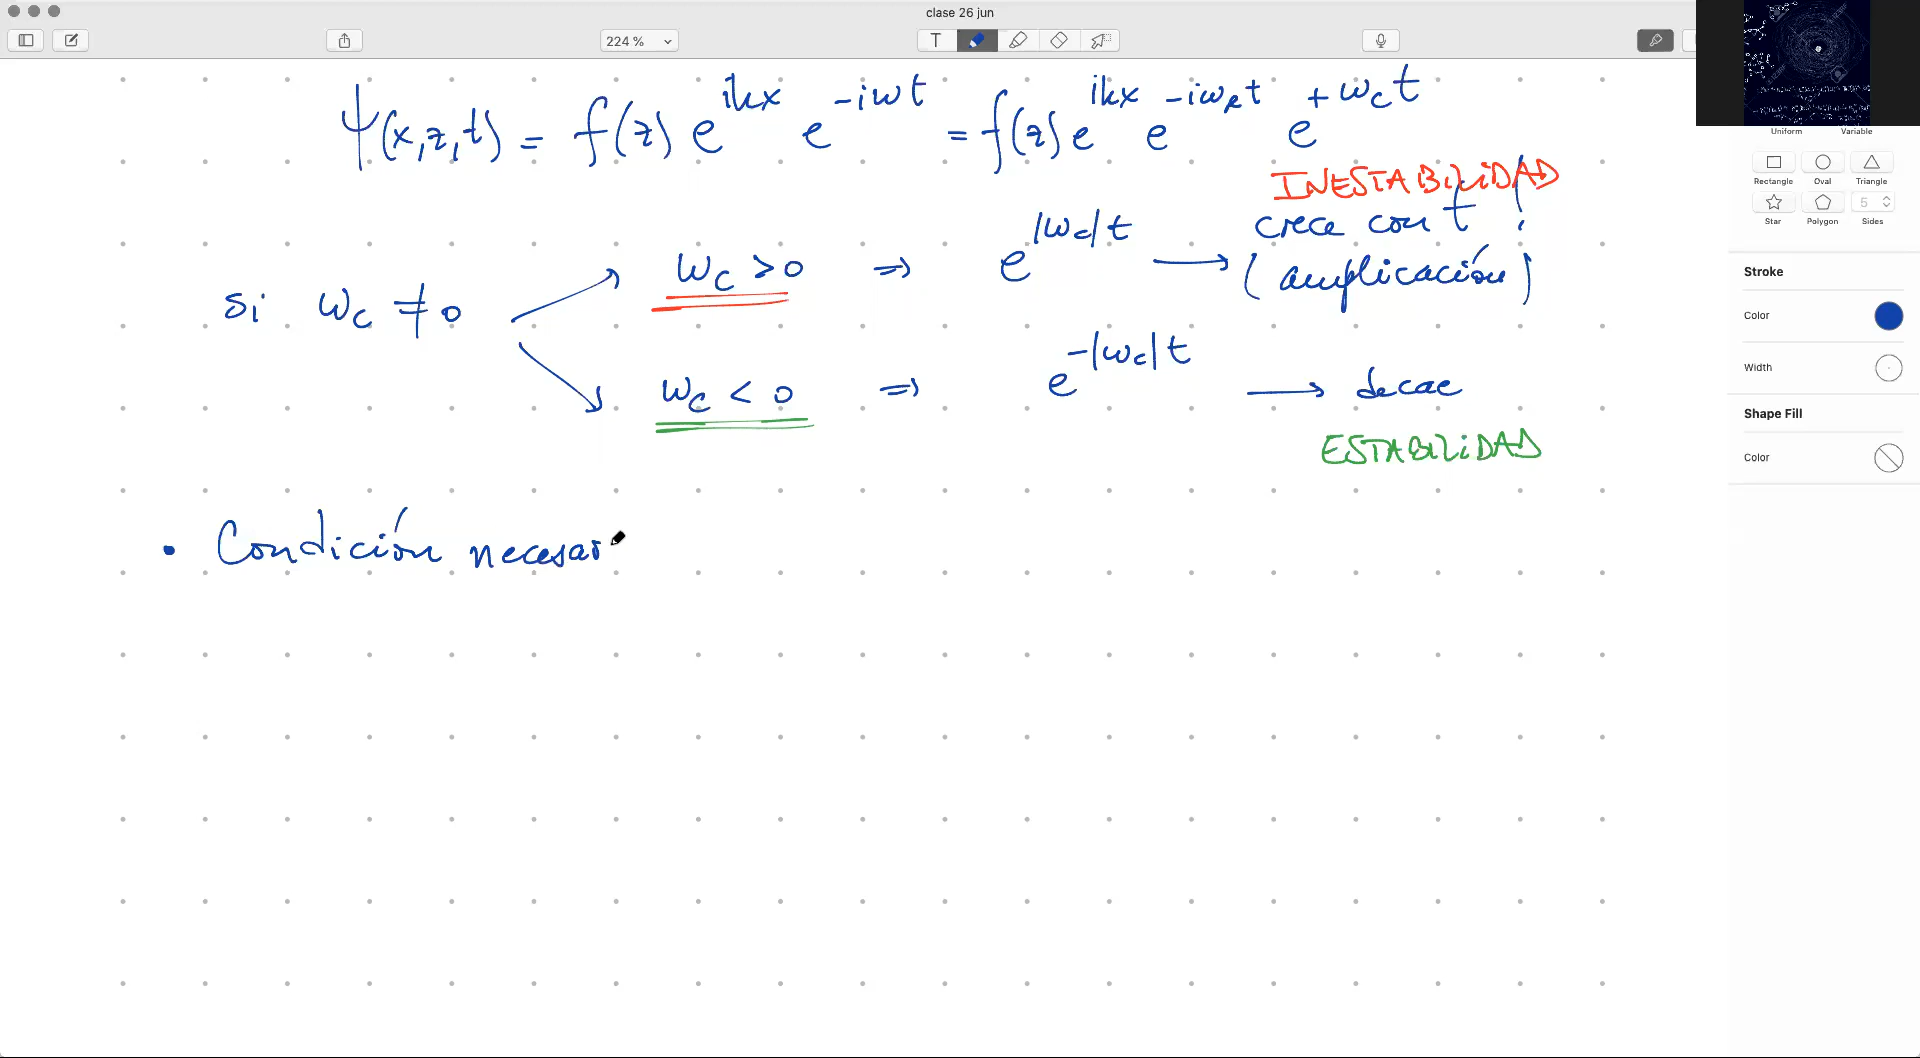 clase 26 jun
224 %
T
Uniform Variable
Rectangle Oval Triangle
5
Star Polygon Sides
Stroke
Color
Width
Shape Fill
Color
ψ(x,z,t) = f(z) e^{ikx} e^{-iωt} = f(z) e^{ikx} e^{-iω_R t} e^{+ω_c t}
INESTABILIDAD
si ω_c ≠ 0
ω_c > 0 ⇒ e^{|ω_c|t} → crece con t !
(amplicación)
ω_c < 0 ⇒ e^{-|ω_c|t} → decae
ESTABILIDAD
• Condición necesar